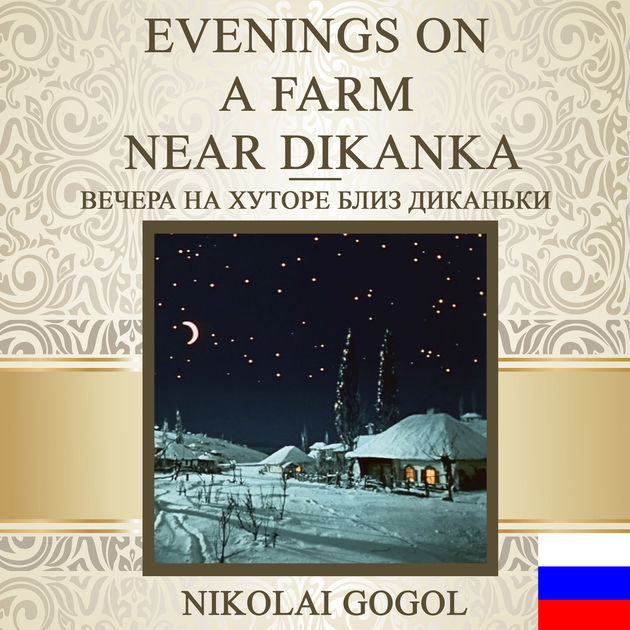 EVENINGS ON
A FARM
NEAR DIKANKA
ВЕЧЕРА НА ХУТОРЕ БЛИЗ ДИКАНЬКИ
NIKOLAI GOGOL